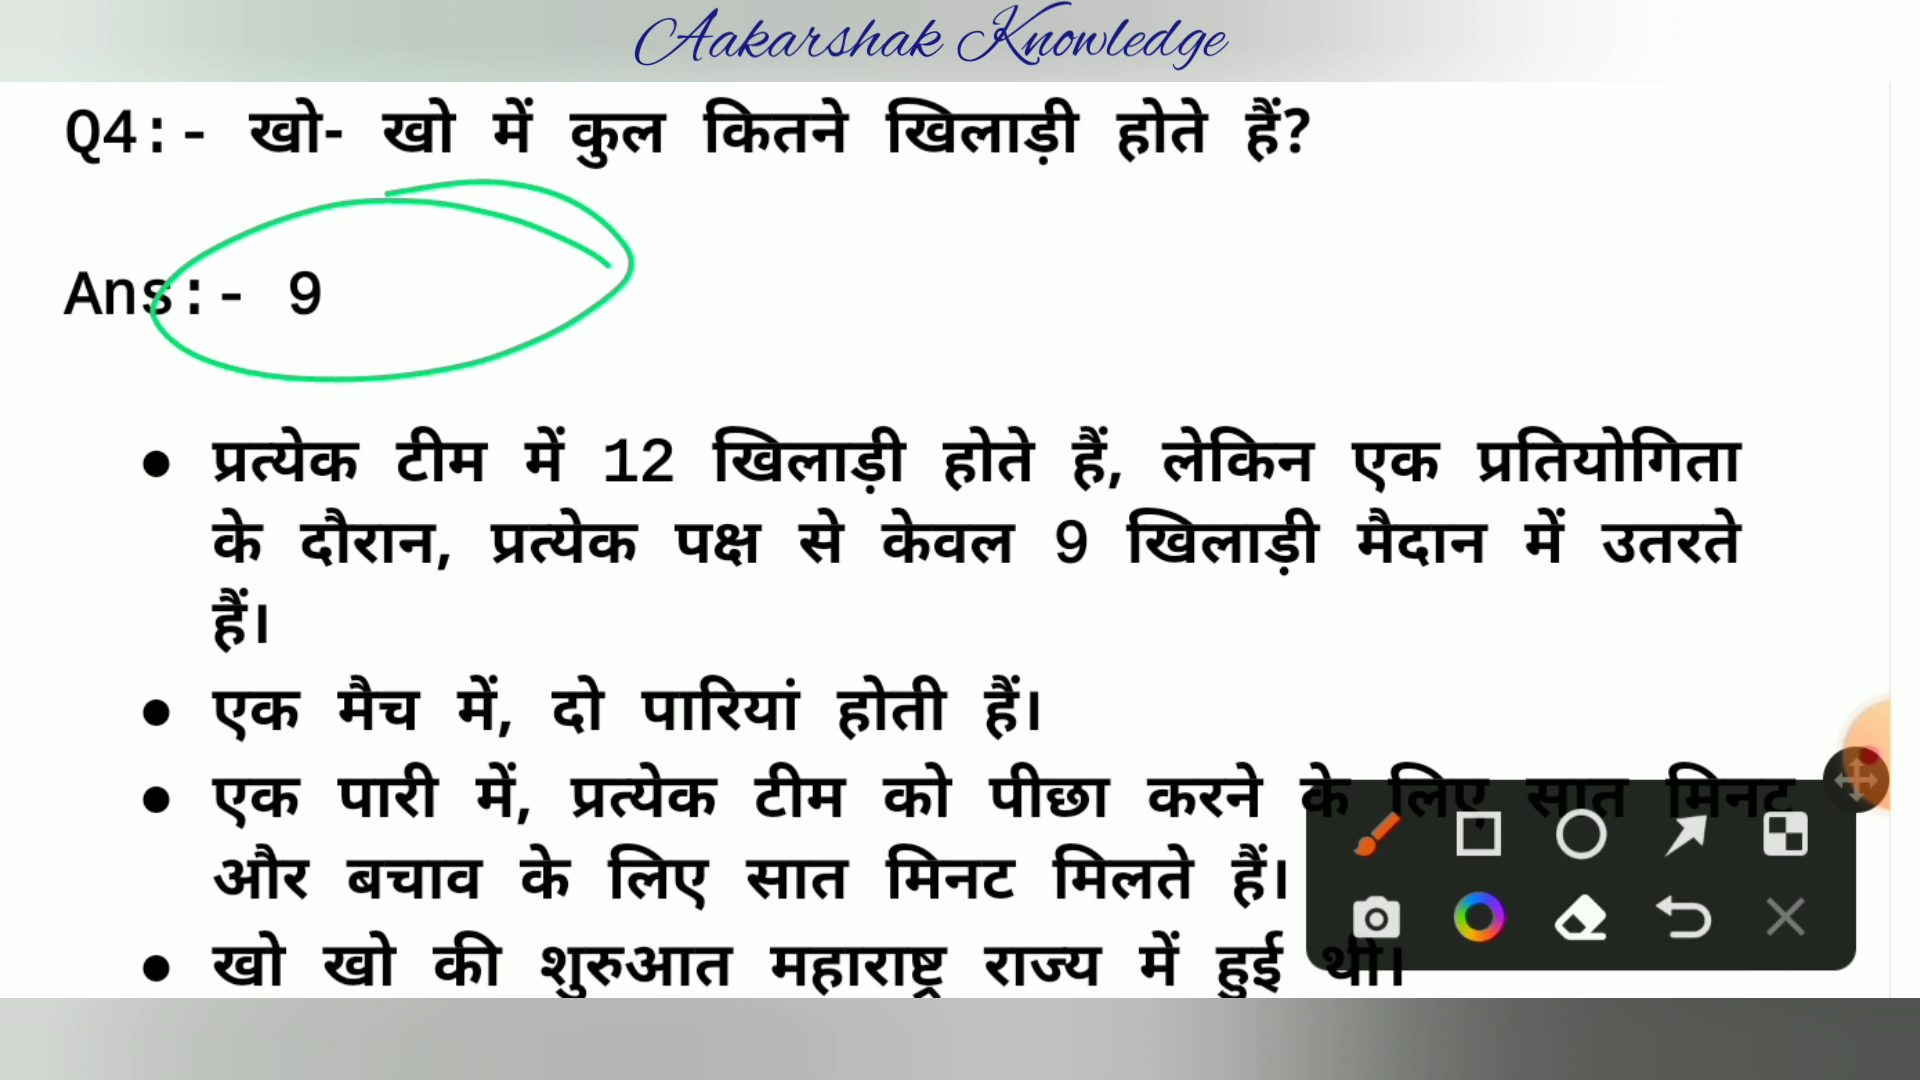 Aakarshak Knowledge
Q4:- खो- खो में कुल कितने खिलाड़ी होते हैं?
Ans:- 9
● प्रत्येक टीम में 12 खिलाड़ी होते हैं, लेकिन एक प्रतियोगिता
के दौरान, प्रत्येक पक्ष से केवल 9 खिलाड़ी मैदान में उतरते
हैं।
● एक मैच में, दो पारियां होती हैं।
● एक पारी में, प्रत्येक टीम को पीछा करने के लिए सात मिनट
और बचाव के लिए सात मिनट मिलते हैं।
● खो खो की शुरुआत महाराष्ट्र राज्य में हुई थी।